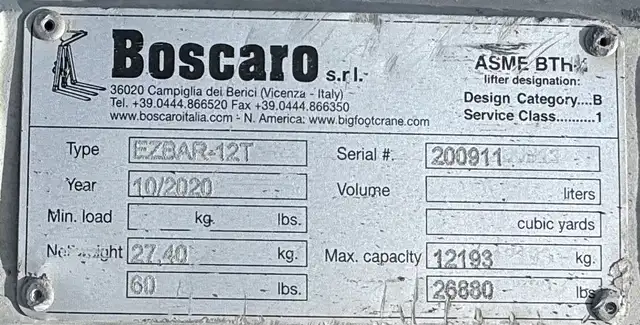 Boscaro s.r.l.
36020 Campiglia dei Berici (Vicenza - Italy)
Tel. +39.0444.866520 Fax +39.0444.866350
www.boscaroitalia.com - N. America: www.bigfootcrane.com
ASME BTH-1
lifter designation:
Design Category....B
Service Class..........1
Type EZBAR-12T Serial #. 200911
Year 10/2020 Volume liters
Min. load kg. lbs. cubic yards
Net weight 27,40 kg. Max. capacity 12193 kg.
60 lbs. 26880 lbs.